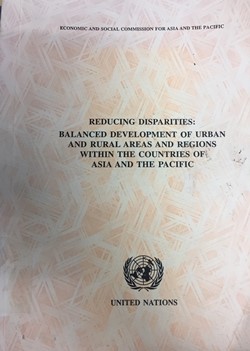 ECONOMIC AND SOCIAL COMMISSION FOR ASIA AND THE PACIFIC
REDUCING DISPARITIES:
BALANCED DEVELOPMENT OF URBAN
AND RURAL AREAS AND REGIONS
WITHIN THE COUNTRIES OF
ASIA AND THE PACIFIC
UNITED NATIONS